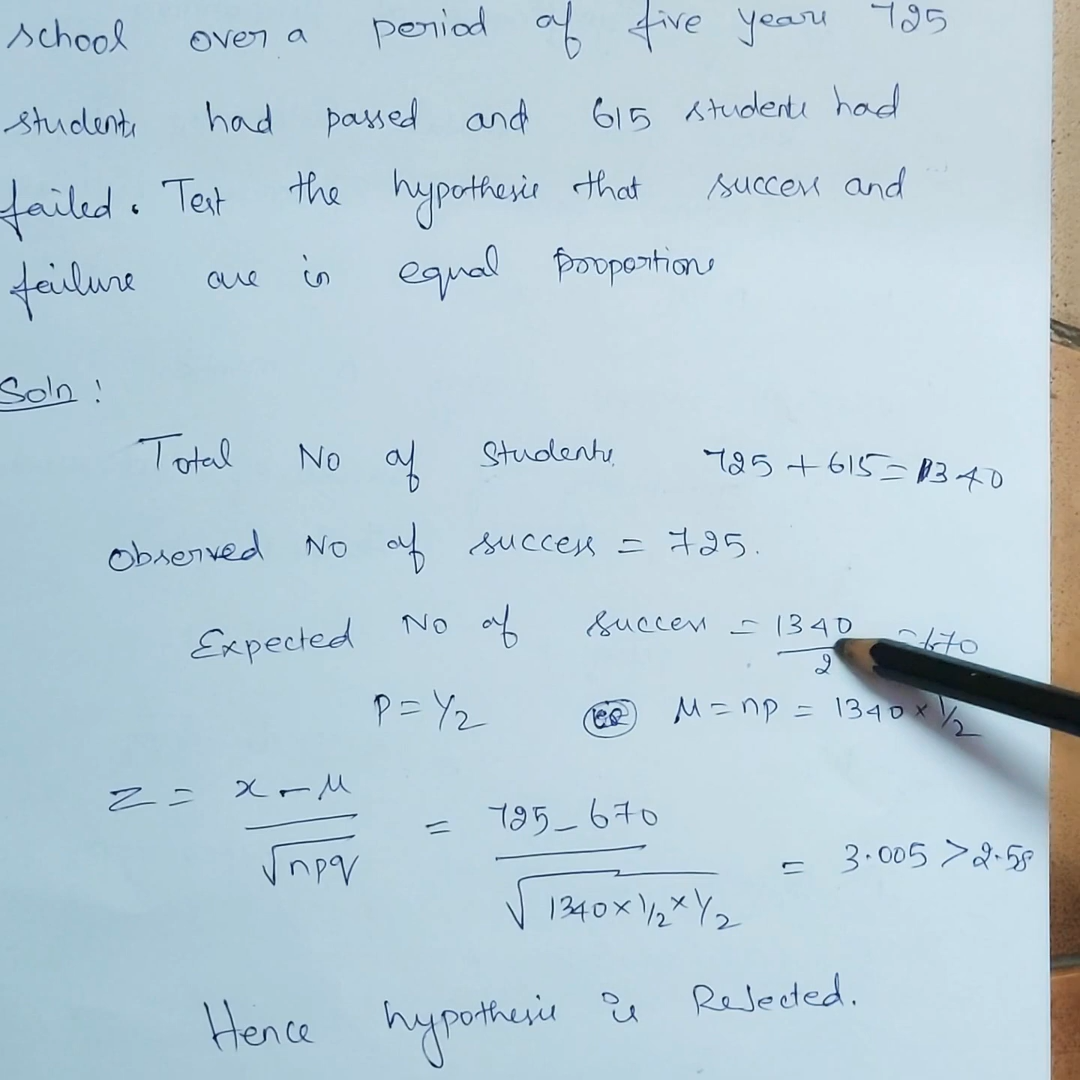 school over a period of five years 725
students had passed and 615 students had
failed. Test the hypothesis that success and
failure are in equal proportions
Soln :
Total No of Students 725 + 615 = 1340
Observed No of success = 725.
Expected No of success = 1340/2 = 670
P = 1/2 μ = np = 1340 × 1/2
Z = x - μ / √npq = 725 - 670 / √1340 × 1/2 × 1/2 = 3.005 > 2.58
Hence hypothesis is Rejected.